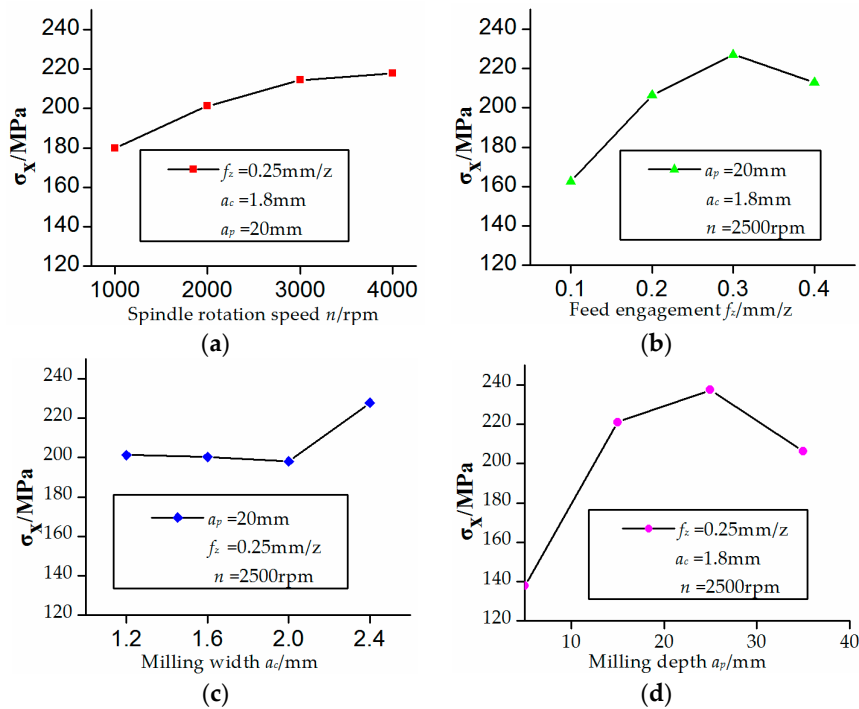 240
220
200
180
160
140
120
σx/MPa
fz=0.25mm/z
ac=1.8mm
ap=20mm
1000 2000 3000 4000
Spindle rotation speed n/rpm
(a)
240
220
200
180
160
140
120
σx/MPa
ap=20mm
ac=1.8mm
n=2500rpm
0.1 0.2 0.3 0.4
Feed engagement fz/mm/z
(b)
240
220
200
180
160
140
120
σx/MPa
ap=20mm
fz=0.25mm/z
n=2500rpm
1.2 1.6 2.0 2.4
Milling width ac/mm
(c)
240
220
200
180
160
140
120
σx/MPa
fz=0.25mm/z
ac=1.8mm
n=2500rpm
10 20 30 40
Milling depth ap/mm
(d)